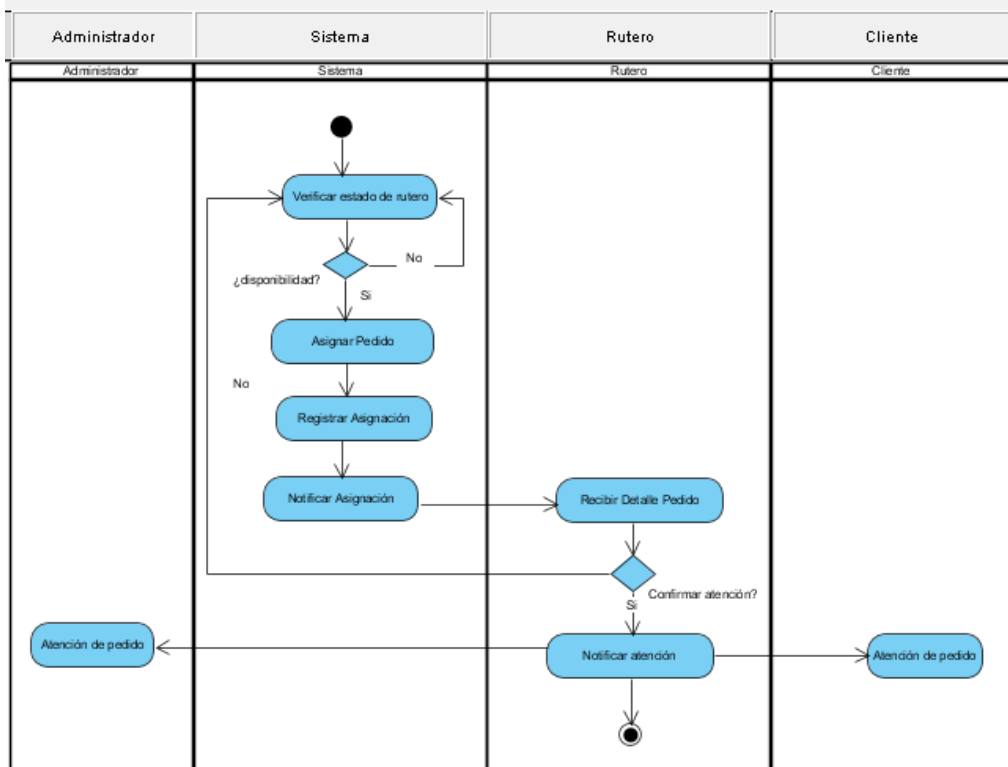 Administrador
Sistema
Rutero
Cliente
Administrador
Sistema
Rutero
Cliente
Verificar estado de rutero
No
¿disponibilidad?
Si
Asignar Pedido
No
Registrar Asignación
Notificar Asignación
Recibir Detalle Pedido
Confirmar atención?
Si
Atención de pedido
Notificar atención
Atención de pedido